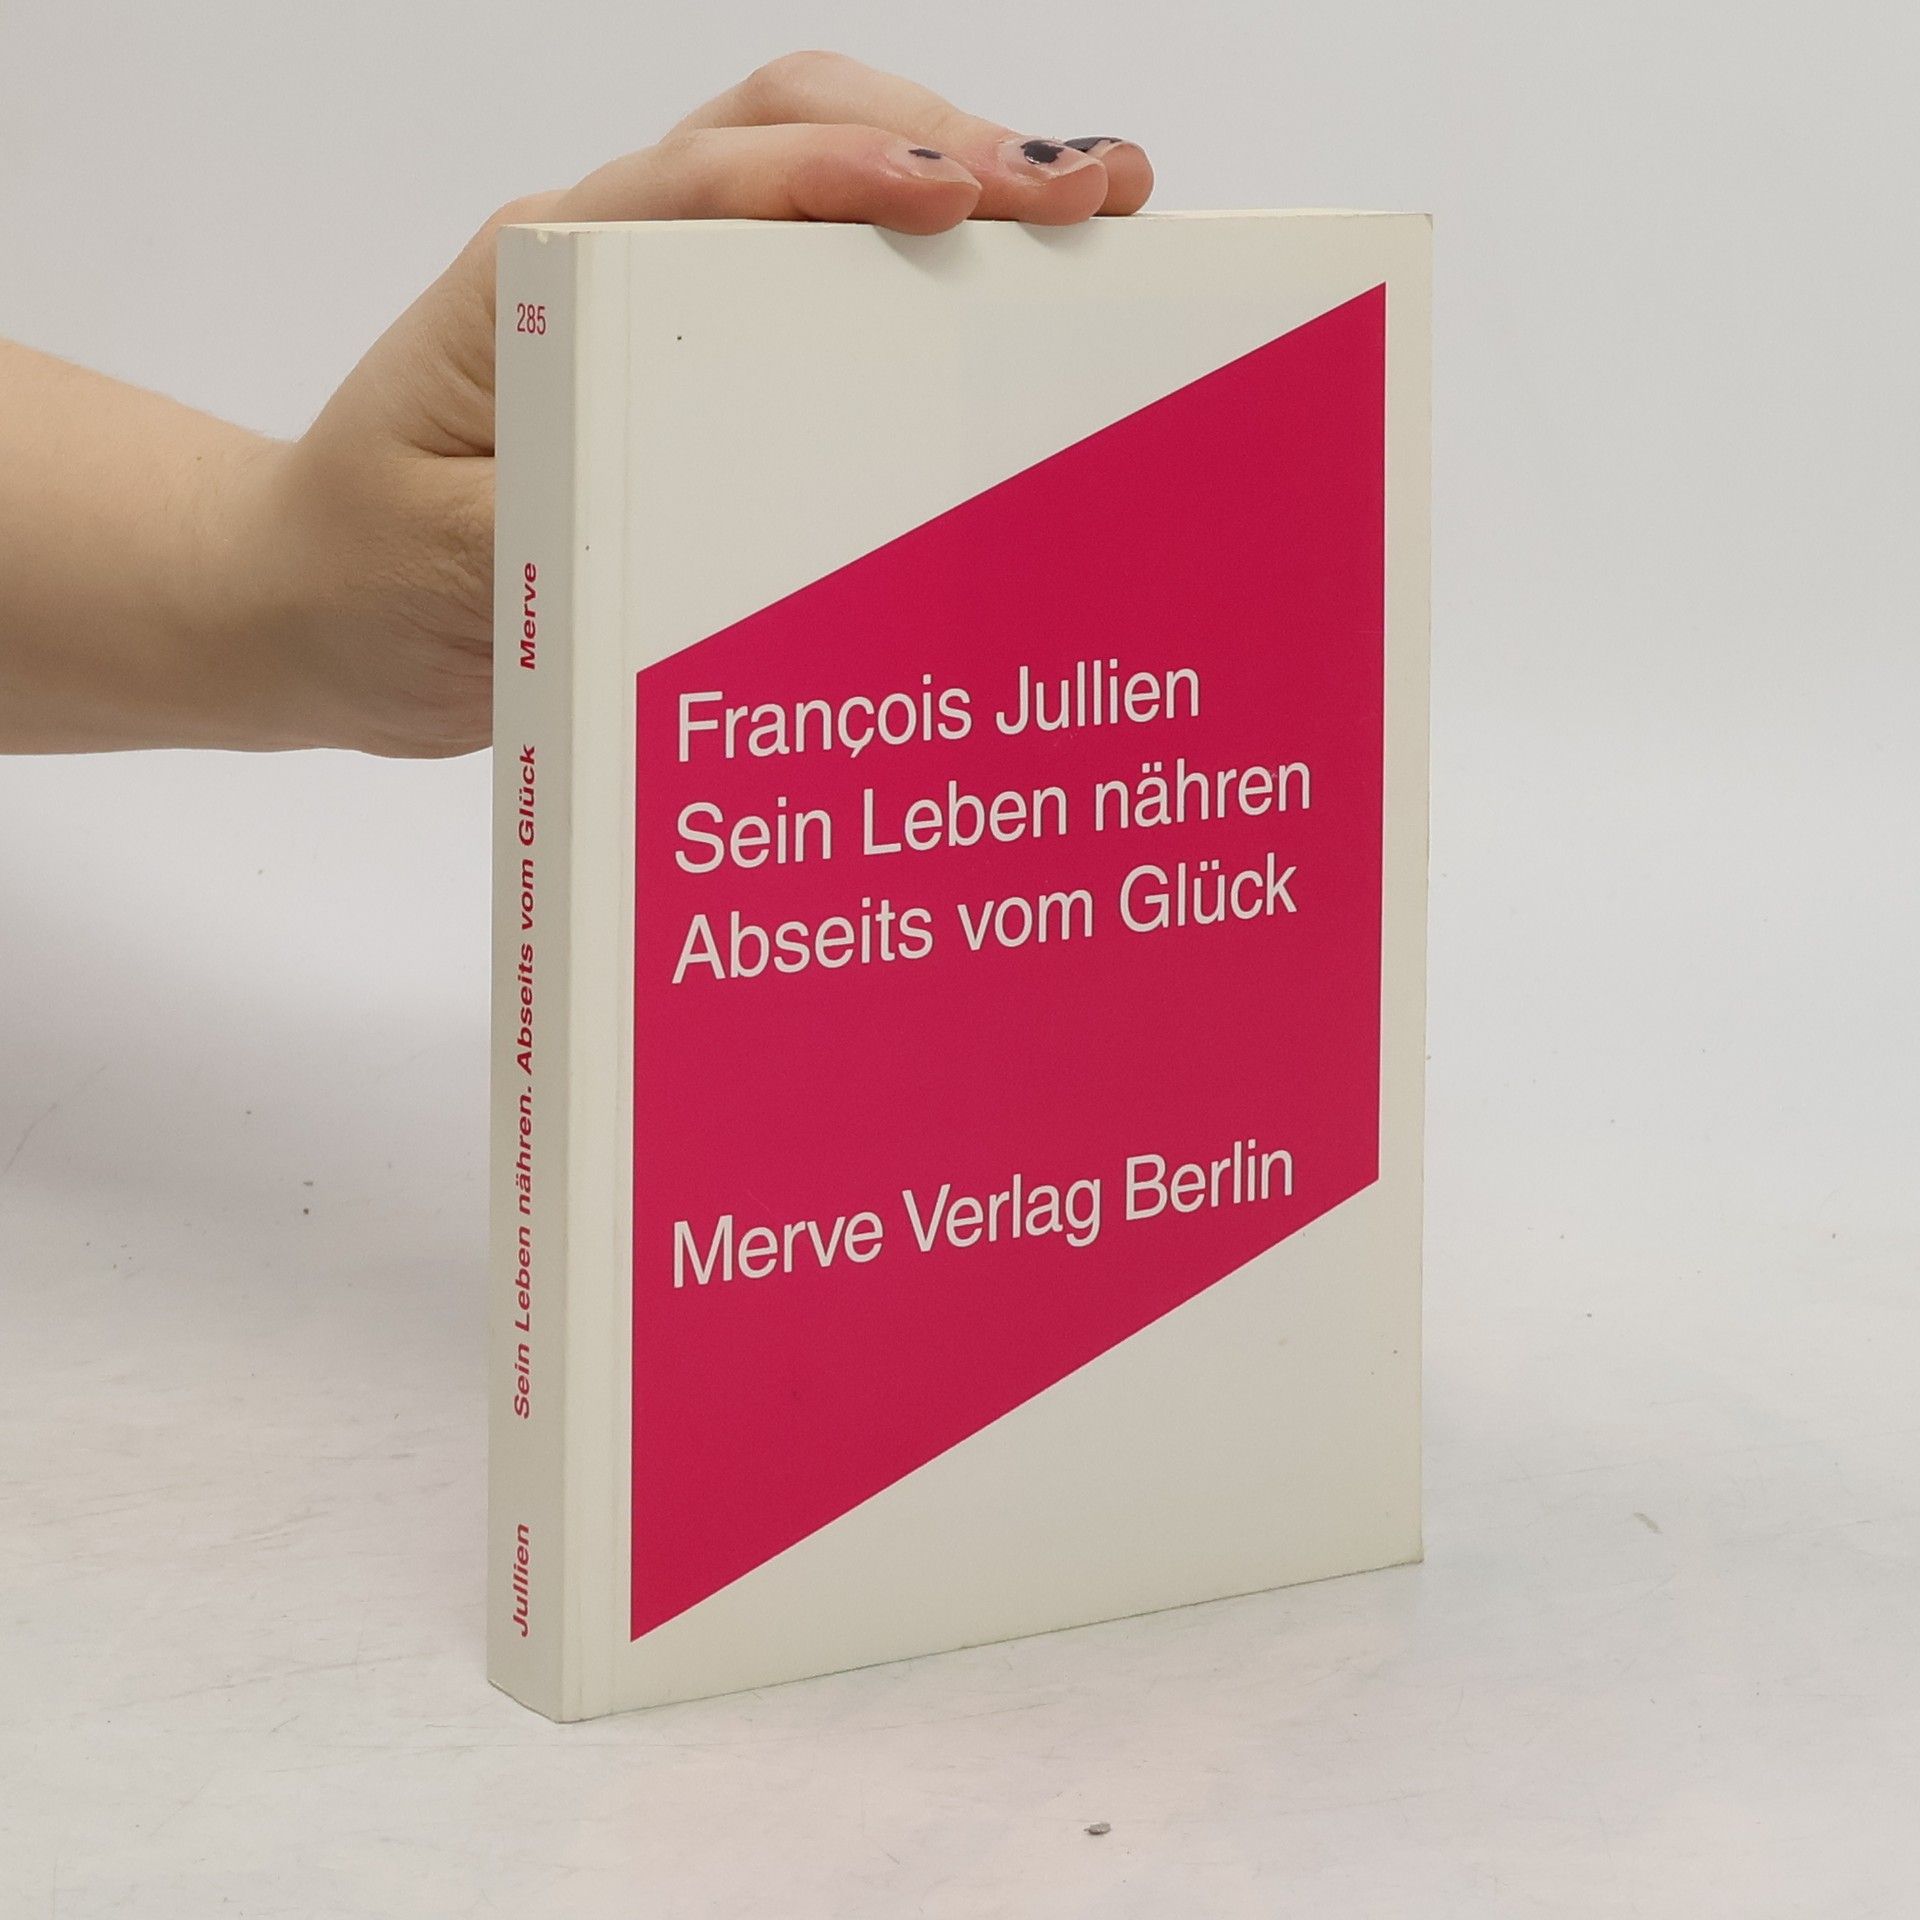 285
Jullien Sein Leben nähren. Abseits vom Glück Merve
François Jullien
Sein Leben nähren
Abseits vom Glück
Merve Verlag Berlin